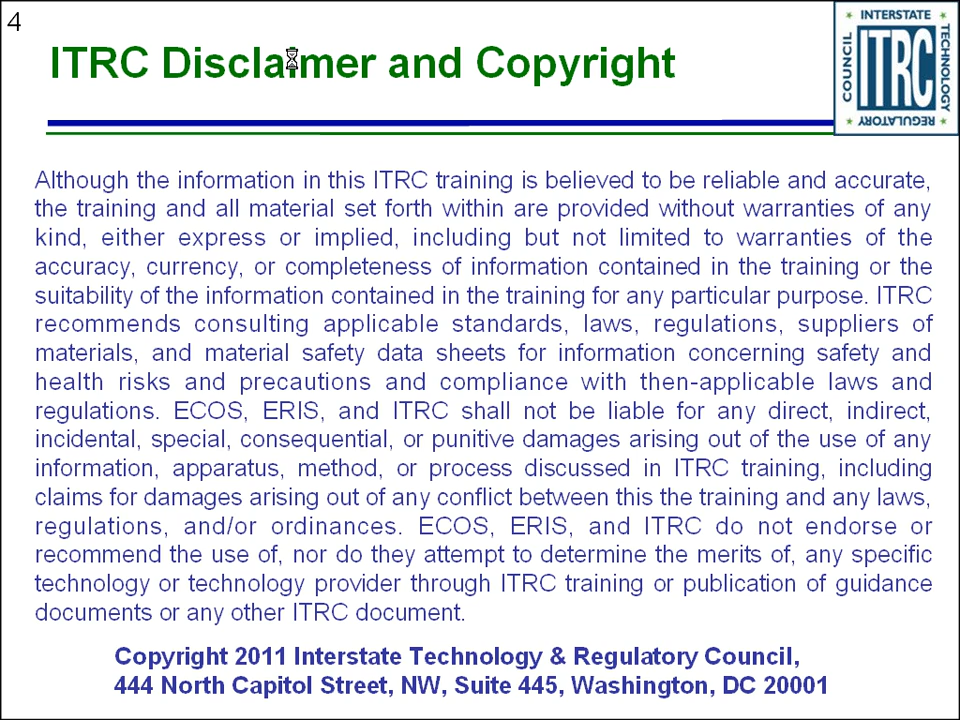 4
ITRC Disclaimer and Copyright
INTERSTATE
COUNCIL
ITRC
TECHNOLOGY
REGULATORY
Although the information in this ITRC training is believed to be reliable and accurate,
the training and all material set forth within are provided without warranties of any
kind, either express or implied, including but not limited to warranties of the
accuracy, currency, or completeness of information contained in the training or the
suitability of the information contained in the training for any particular purpose. ITRC
recommends consulting applicable standards, laws, regulations, suppliers of
materials, and material safety data sheets for information concerning safety and
health risks and precautions and compliance with then-applicable laws and
regulations. ECOS, ERIS, and ITRC shall not be liable for any direct, indirect,
incidental, special, consequential, or punitive damages arising out of the use of any
information, apparatus, method, or process discussed in ITRC training, including
claims for damages arising out of any conflict between this the training and any laws,
regulations, and/or ordinances. ECOS, ERIS, and ITRC do not endorse or
recommend the use of, nor do they attempt to determine the merits of, any specific
technology or technology provider through ITRC training or publication of guidance
documents or any other ITRC document.
Copyright 2011 Interstate Technology & Regulatory Council,
444 North Capitol Street, NW, Suite 445, Washington, DC 20001